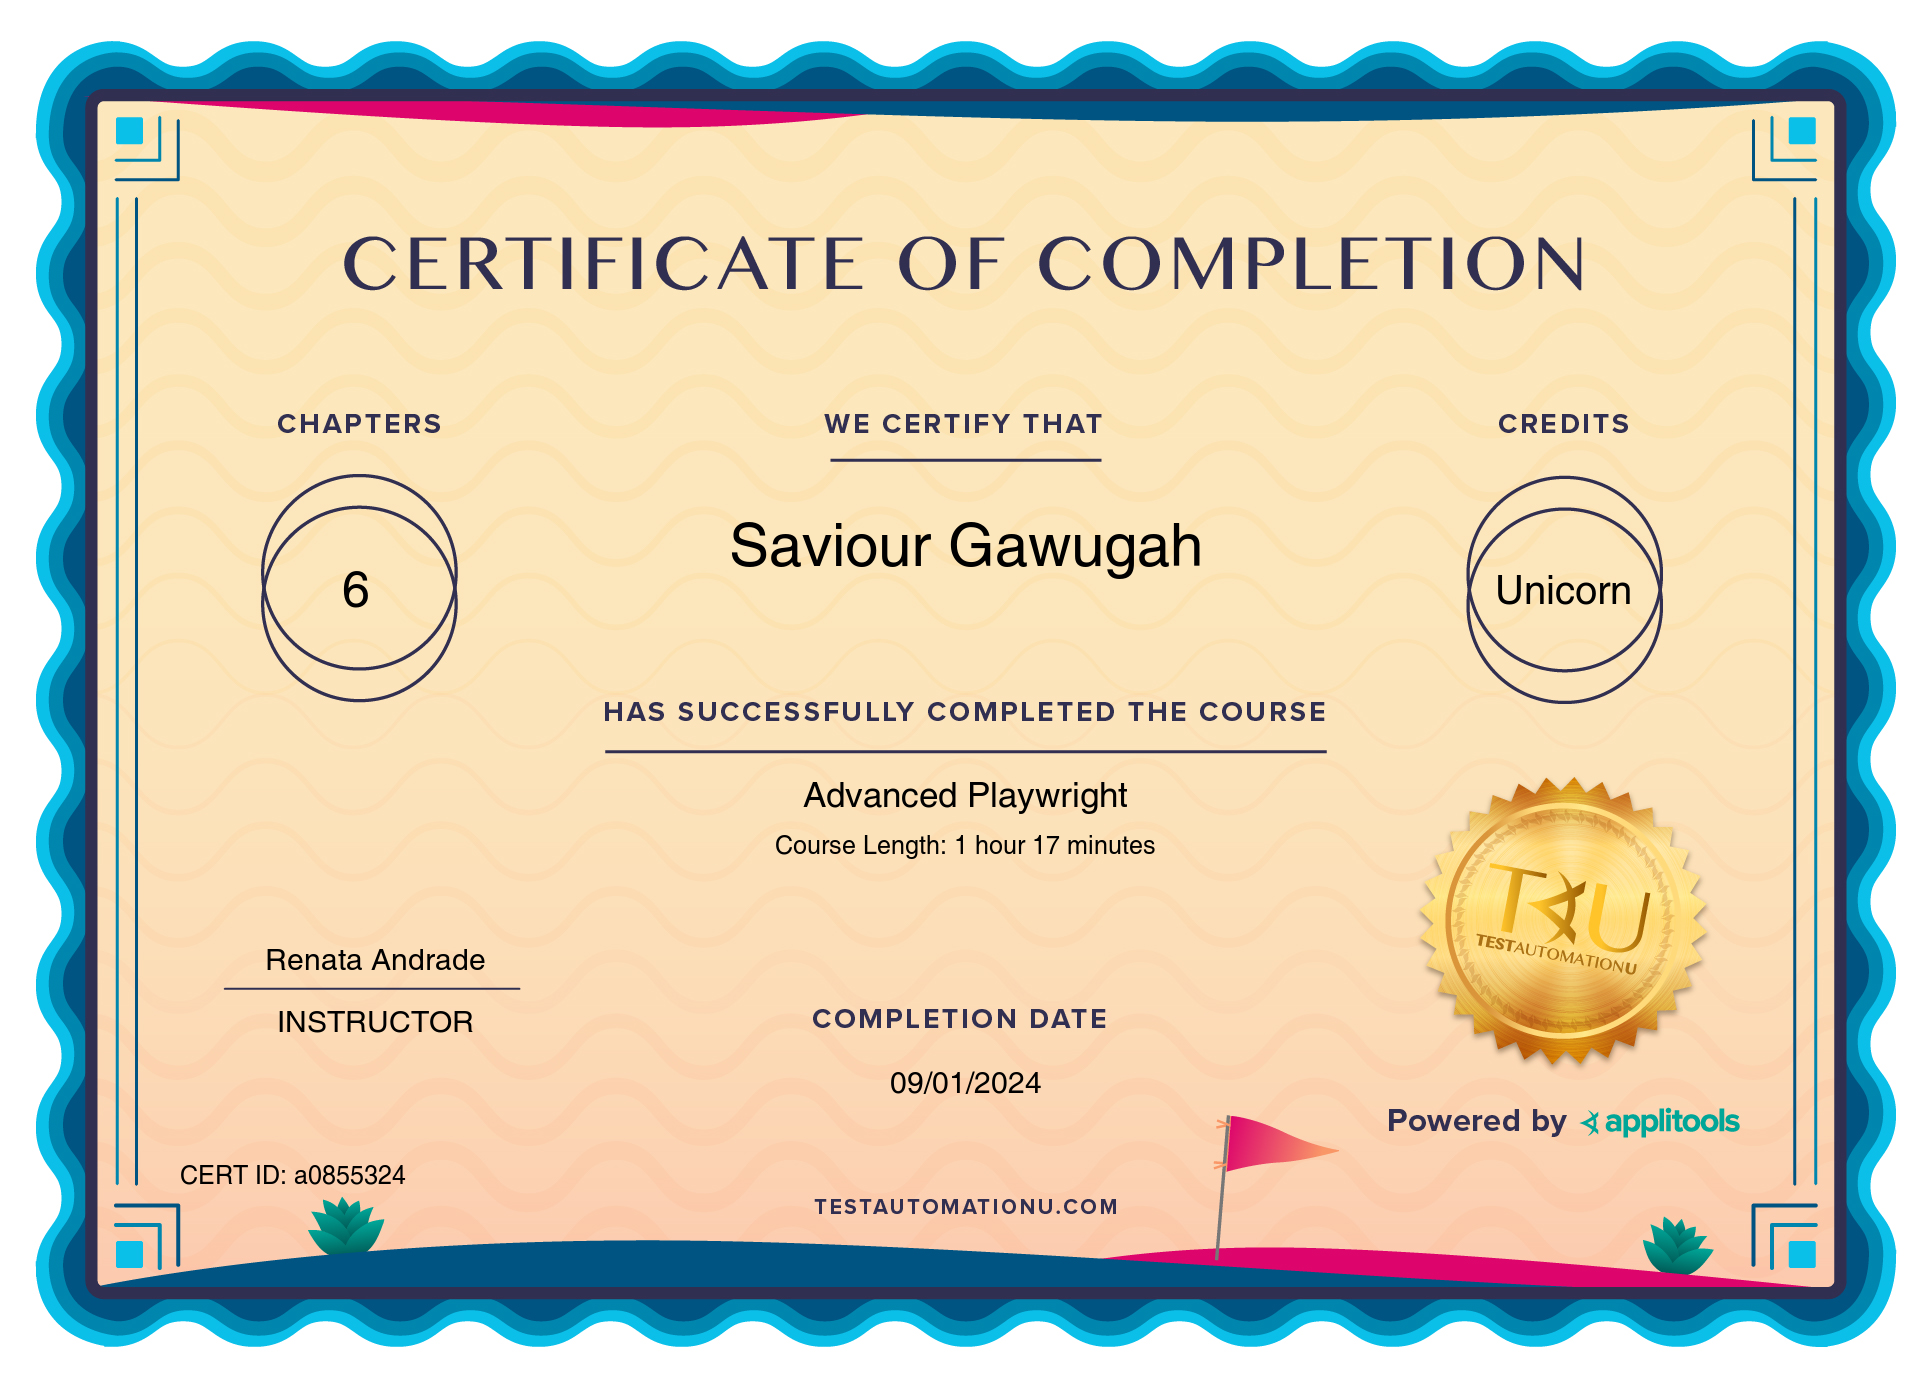 CERTIFICATE OF COMPLETION
CHAPTERS
6
WE CERTIFY THAT
Saviour Gawugah
CREDITS
Unicorn
HAS SUCCESSFULLY COMPLETED THE COURSE
Advanced Playwright
Course Length: 1 hour 17 minutes
Renata Andrade
INSTRUCTOR
COMPLETION DATE
09/01/2024
TAU
TESTAUTOMATIONU
Powered by applitools
CERT ID: a0855324
TESTAUTOMATIONU.COM